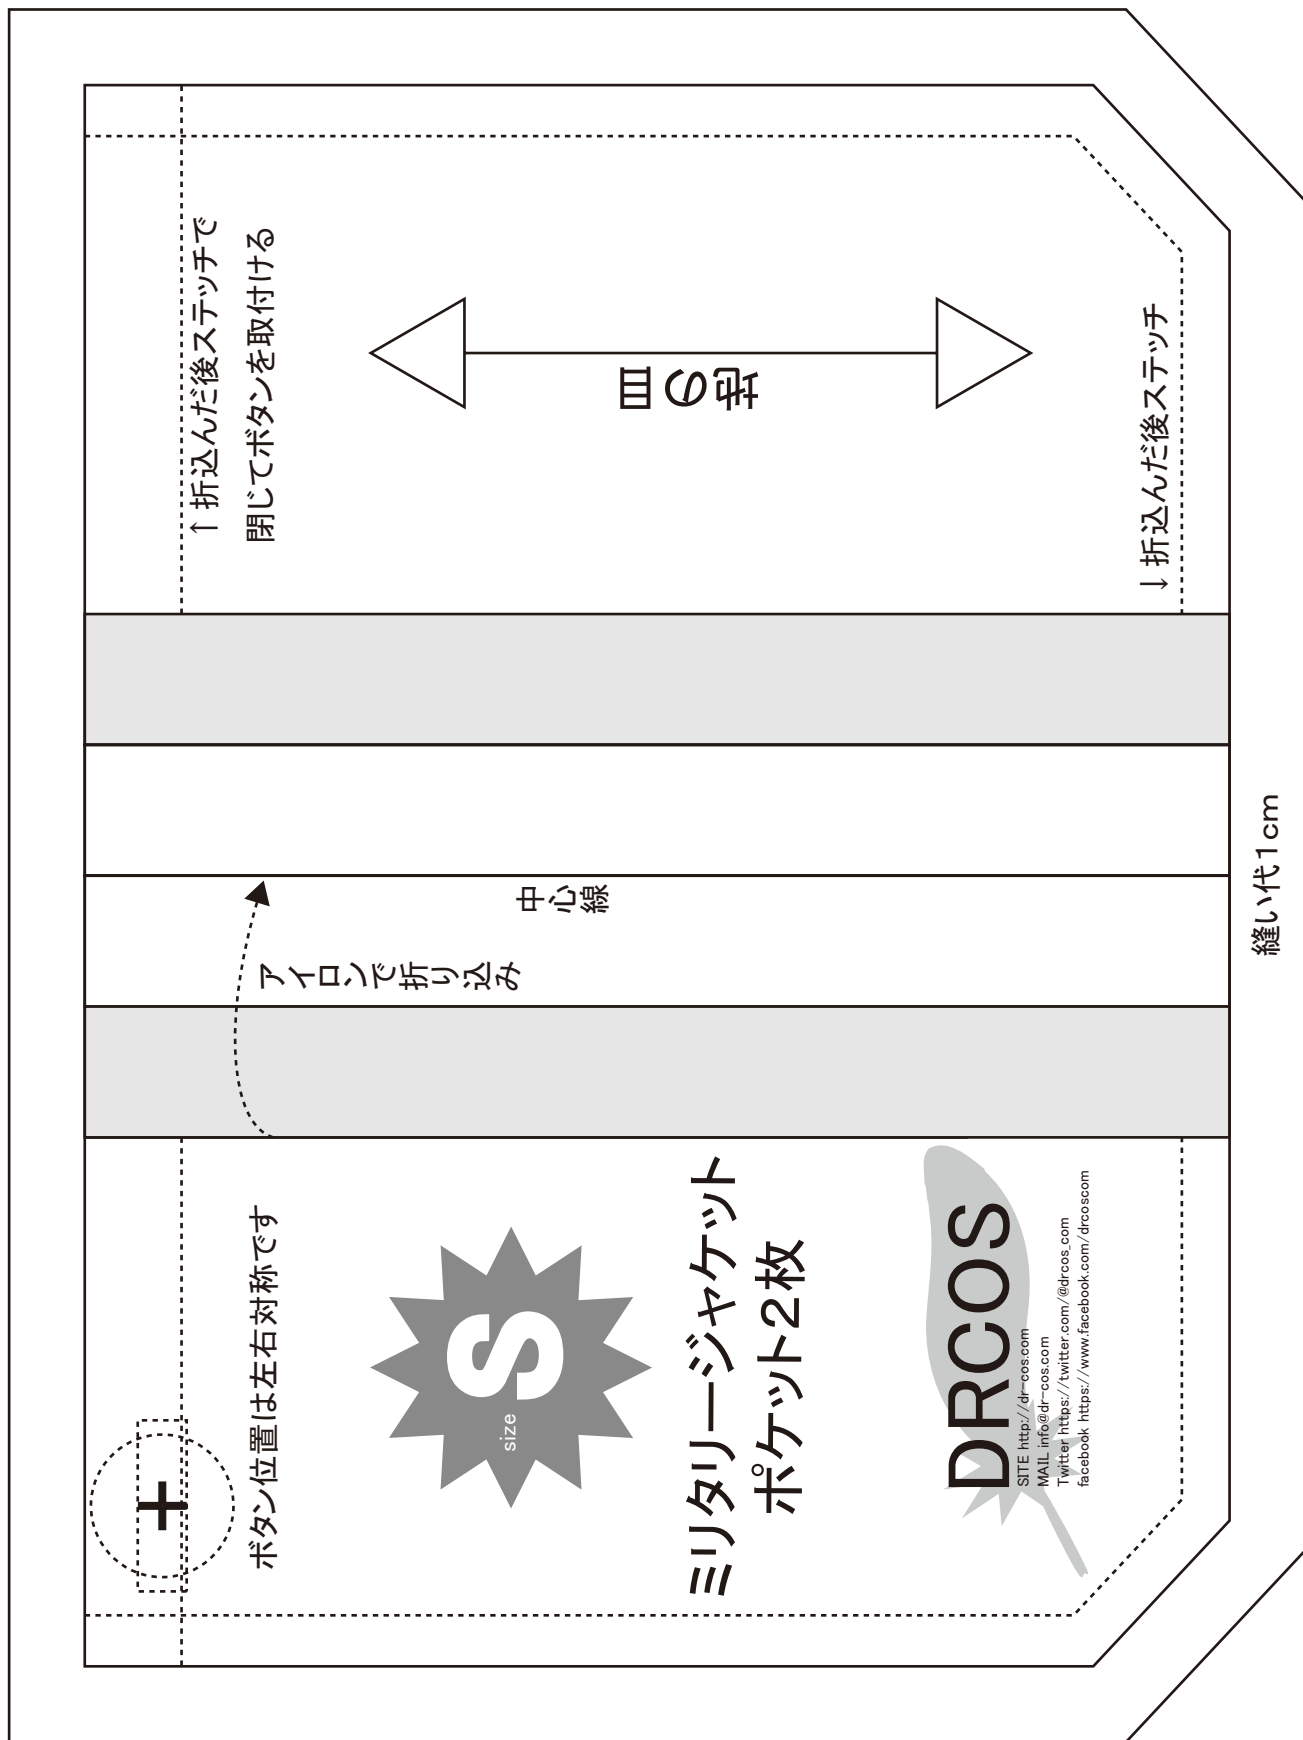 ↑折込んだ後ステッチで
閉じてボタンを取付ける
地の目
↓折込んだ後ステッチ
中心線
アイロンで折り込み
縫い代1cm
ボタン位置は左右対称です
size
S
ミリタリージャケット
ポケット2枚
DRCOS
SITE http://dr-cos.com
MAIL info@dr-cos.com
Twitter https://twitter.com/@drcos_com
facebook https://www.facebook.com/drcoscom